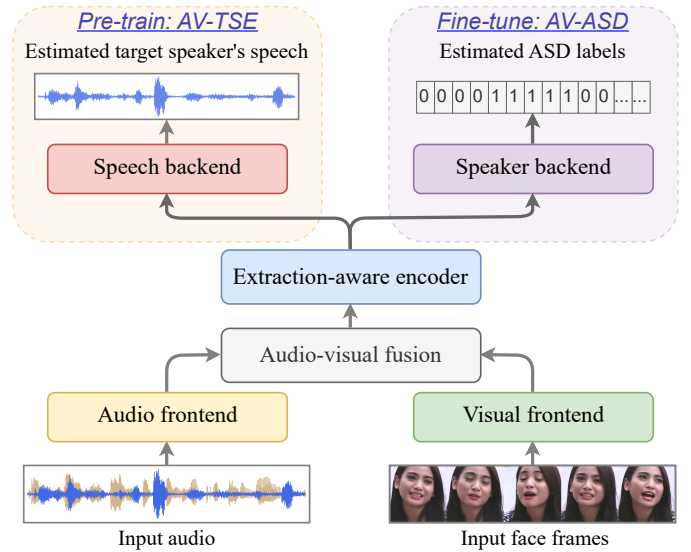 Pre-train: AV-TSE
Estimated target speaker's speech
Speech backend
Fine-tune: AV-ASD
Estimated ASD labels
0 0 0 0 1 1 1 1 1 0 0 ... ...
Speaker backend
Extraction-aware encoder
Audio-visual fusion
Audio frontend
Visual frontend
Input audio
Input face frames